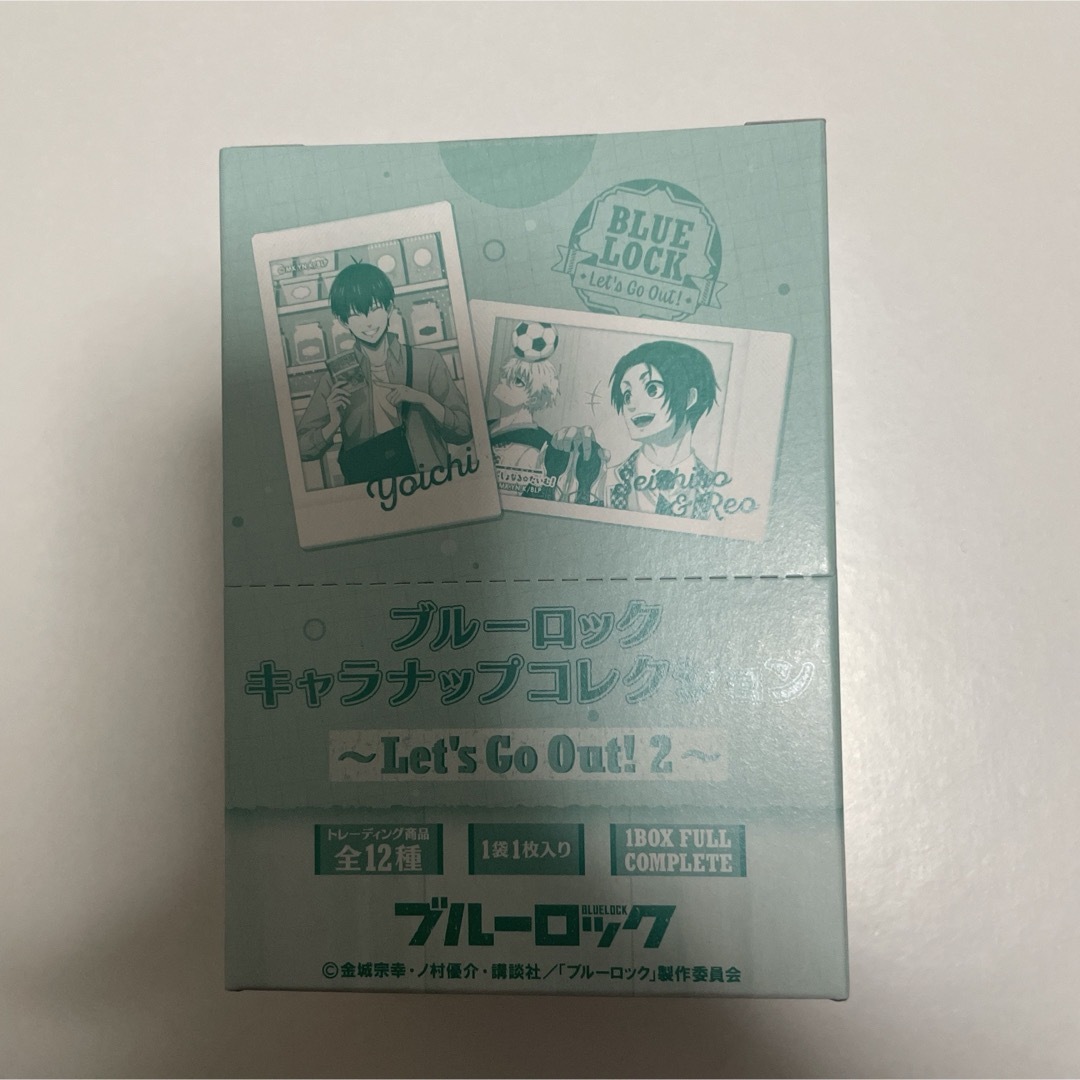 BLUE
LOCK
Let's Go Out!
©M.K,Y.N,K/BLP
Yoichi
Seishiro
& Reo
ブルーロック
キャラナップコレクション
～Let's Go Out! 2～
トレーディング商品
全12種
1袋1枚入り
1BOX FULL
COMPLETE
BLUELOCK
ブルーロック
©金城宗幸・ノ村優介・講談社／「ブルーロック」製作委員会